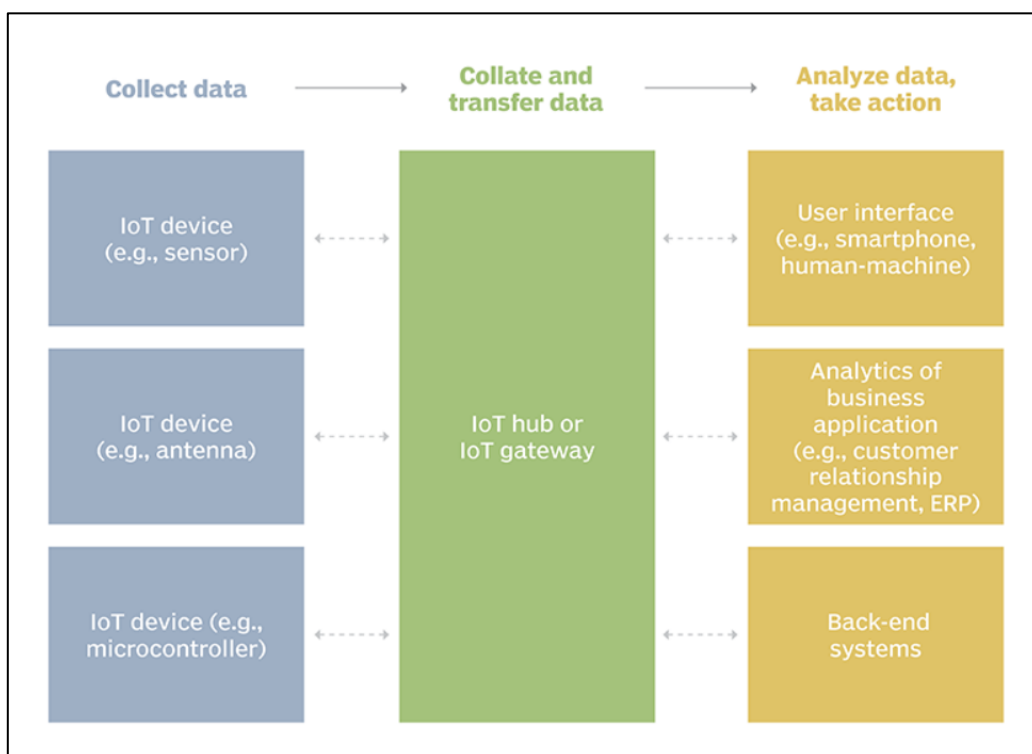 Collect data
Collate and
transfer data
Analyze data,
take action
IoT device
(e.g., sensor)
IoT device
(e.g., antenna)
IoT device (e.g.,
microcontroller)
IoT hub or
IoT gateway
User interface
(e.g., smartphone,
human-machine)
Analytics of
business
application
(e.g., customer
relationship
management, ERP)
Back-end
systems